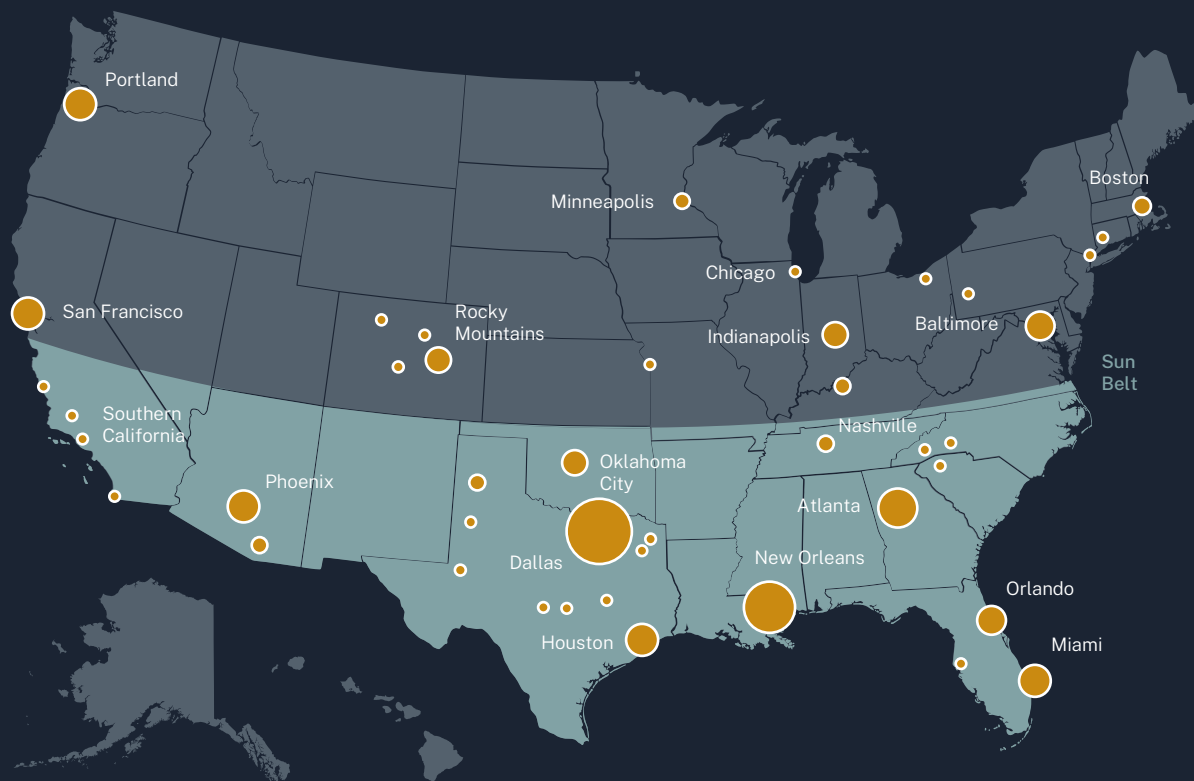 Portland
Boston
Minneapolis
Chicago
San Francisco
Rocky
Mountains
Baltimore
Indianapolis
Sun
Belt
Southern
California
Nashville
Phoenix
Oklahoma
City
Atlanta
New Orleans
Dallas
Orlando
Houston
Miami